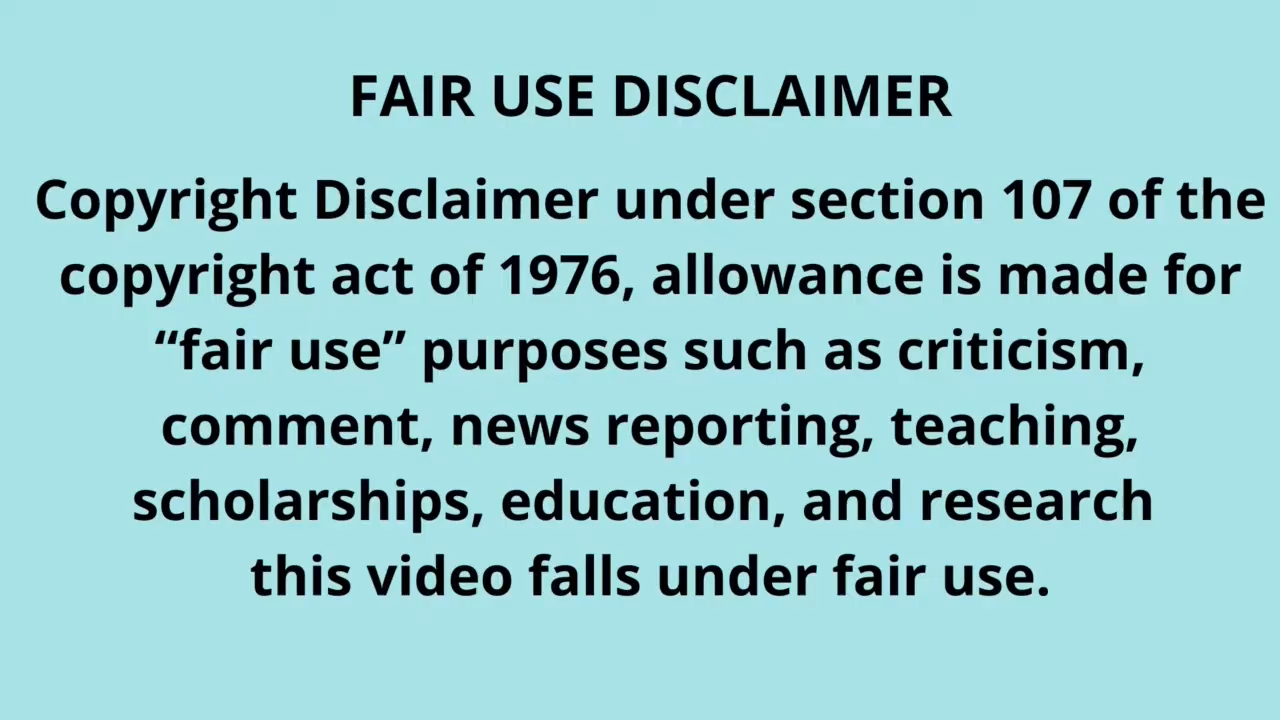 FAIR USE DISCLAIMER
Copyright Disclaimer under section 107 of the
copyright act of 1976, allowance is made for
“fair use” purposes such as criticism,
comment, news reporting, teaching,
scholarships, education, and research
this video falls under fair use.